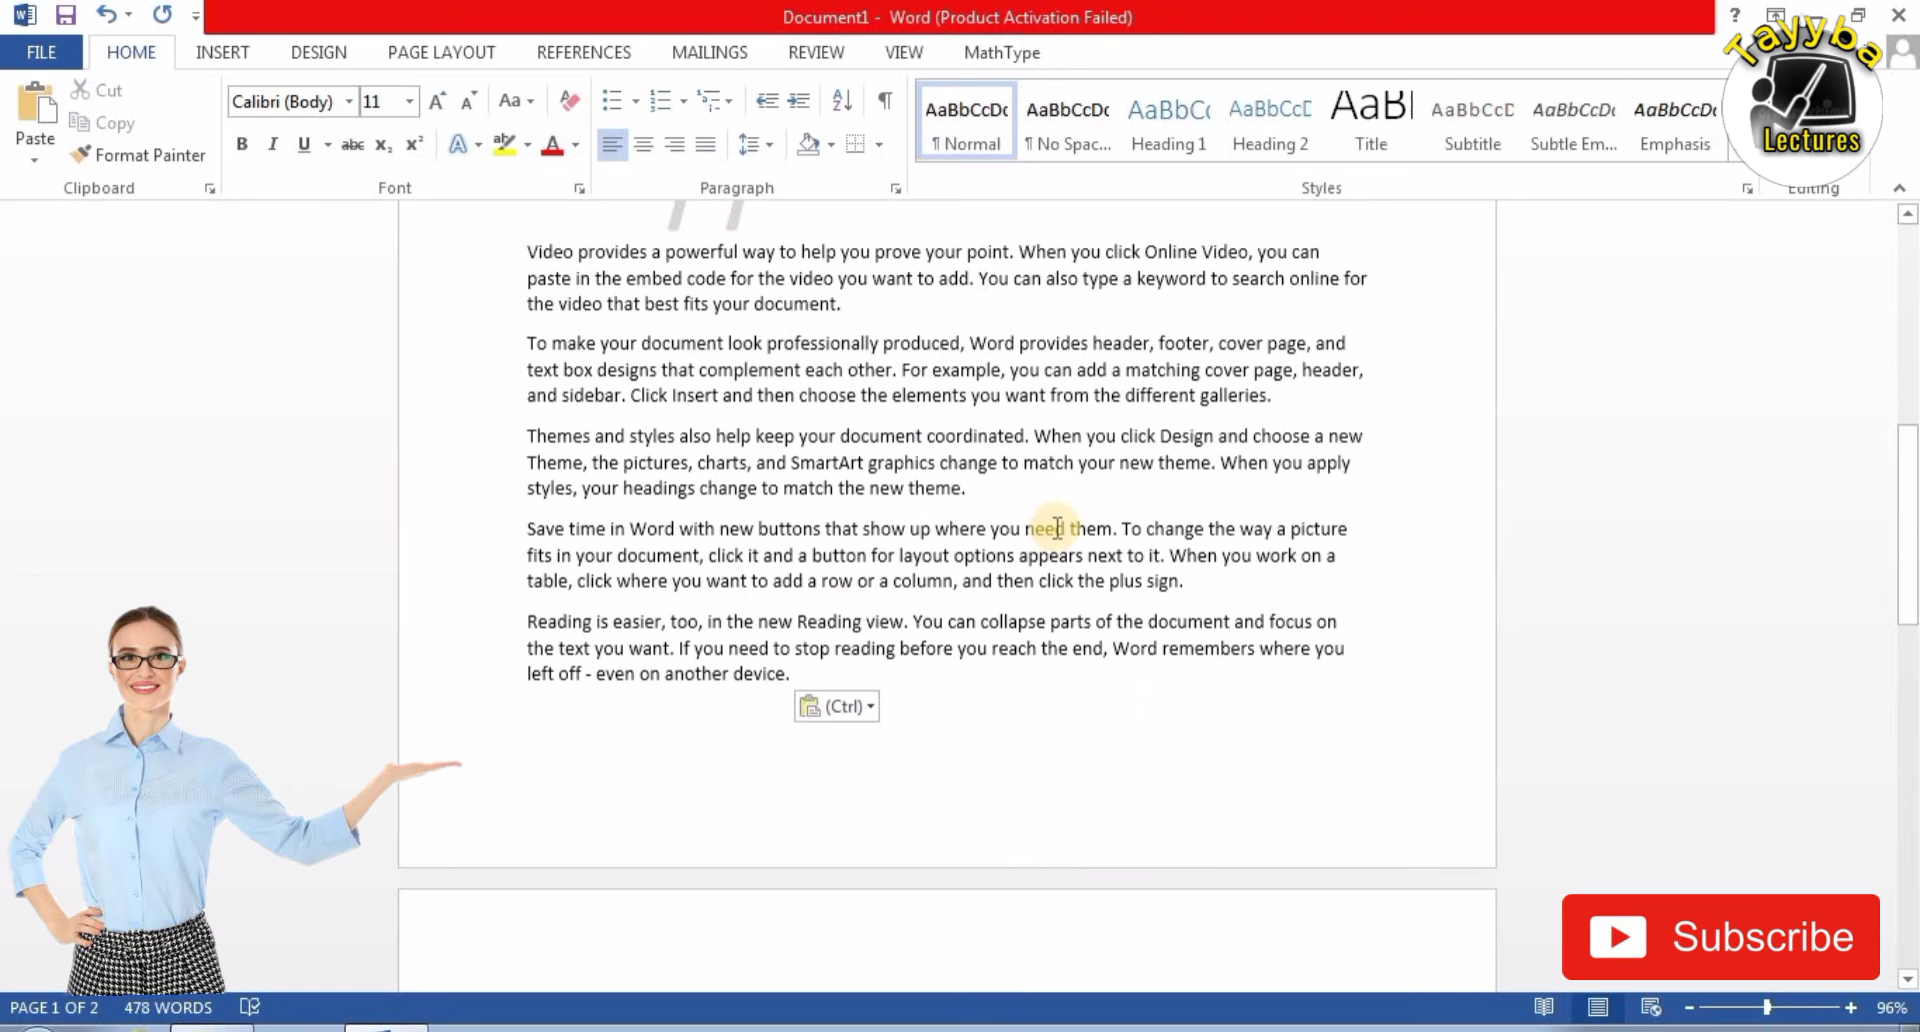 Document1 - Word (Product Activation Failed)
?
FILE HOME INSERT DESIGN PAGE LAYOUT REFERENCES MAILINGS REVIEW VIEW MathType
Tayyba
Lectures
Cut
Copy
Paste
Format Painter
Calibri (Body) 11
AaBbCcDc AaBbCcDc AaBbC( AaBbCcD AaB AaBbCcD AaBbCcDc AaBbCcDc
¶ Normal ¶ No Spac... Heading 1 Heading 2 Title Subtitle Subtle Em... Emphasis
Clipboard Font Paragraph Styles Editing
Video provides a powerful way to help you prove your point. When you click Online Video, you can
paste in the embed code for the video you want to add. You can also type a keyword to search online for
the video that best fits your document.
To make your document look professionally produced, Word provides header, footer, cover page, and
text box designs that complement each other. For example, you can add a matching cover page, header,
and sidebar. Click Insert and then choose the elements you want from the different galleries.
Themes and styles also help keep your document coordinated. When you click Design and choose a new
Theme, the pictures, charts, and SmartArt graphics change to match your new theme. When you apply
styles, your headings change to match the new theme.
Save time in Word with new buttons that show up where you need them. To change the way a picture
fits in your document, click it and a button for layout options appears next to it. When you work on a
table, click where you want to add a row or a column, and then click the plus sign.
Reading is easier, too, in the new Reading view. You can collapse parts of the document and focus on
the text you want. If you need to stop reading before you reach the end, Word remembers where you
left off - even on another device.
(Ctrl)
Subscribe
PAGE 1 OF 2 478 WORDS 96%